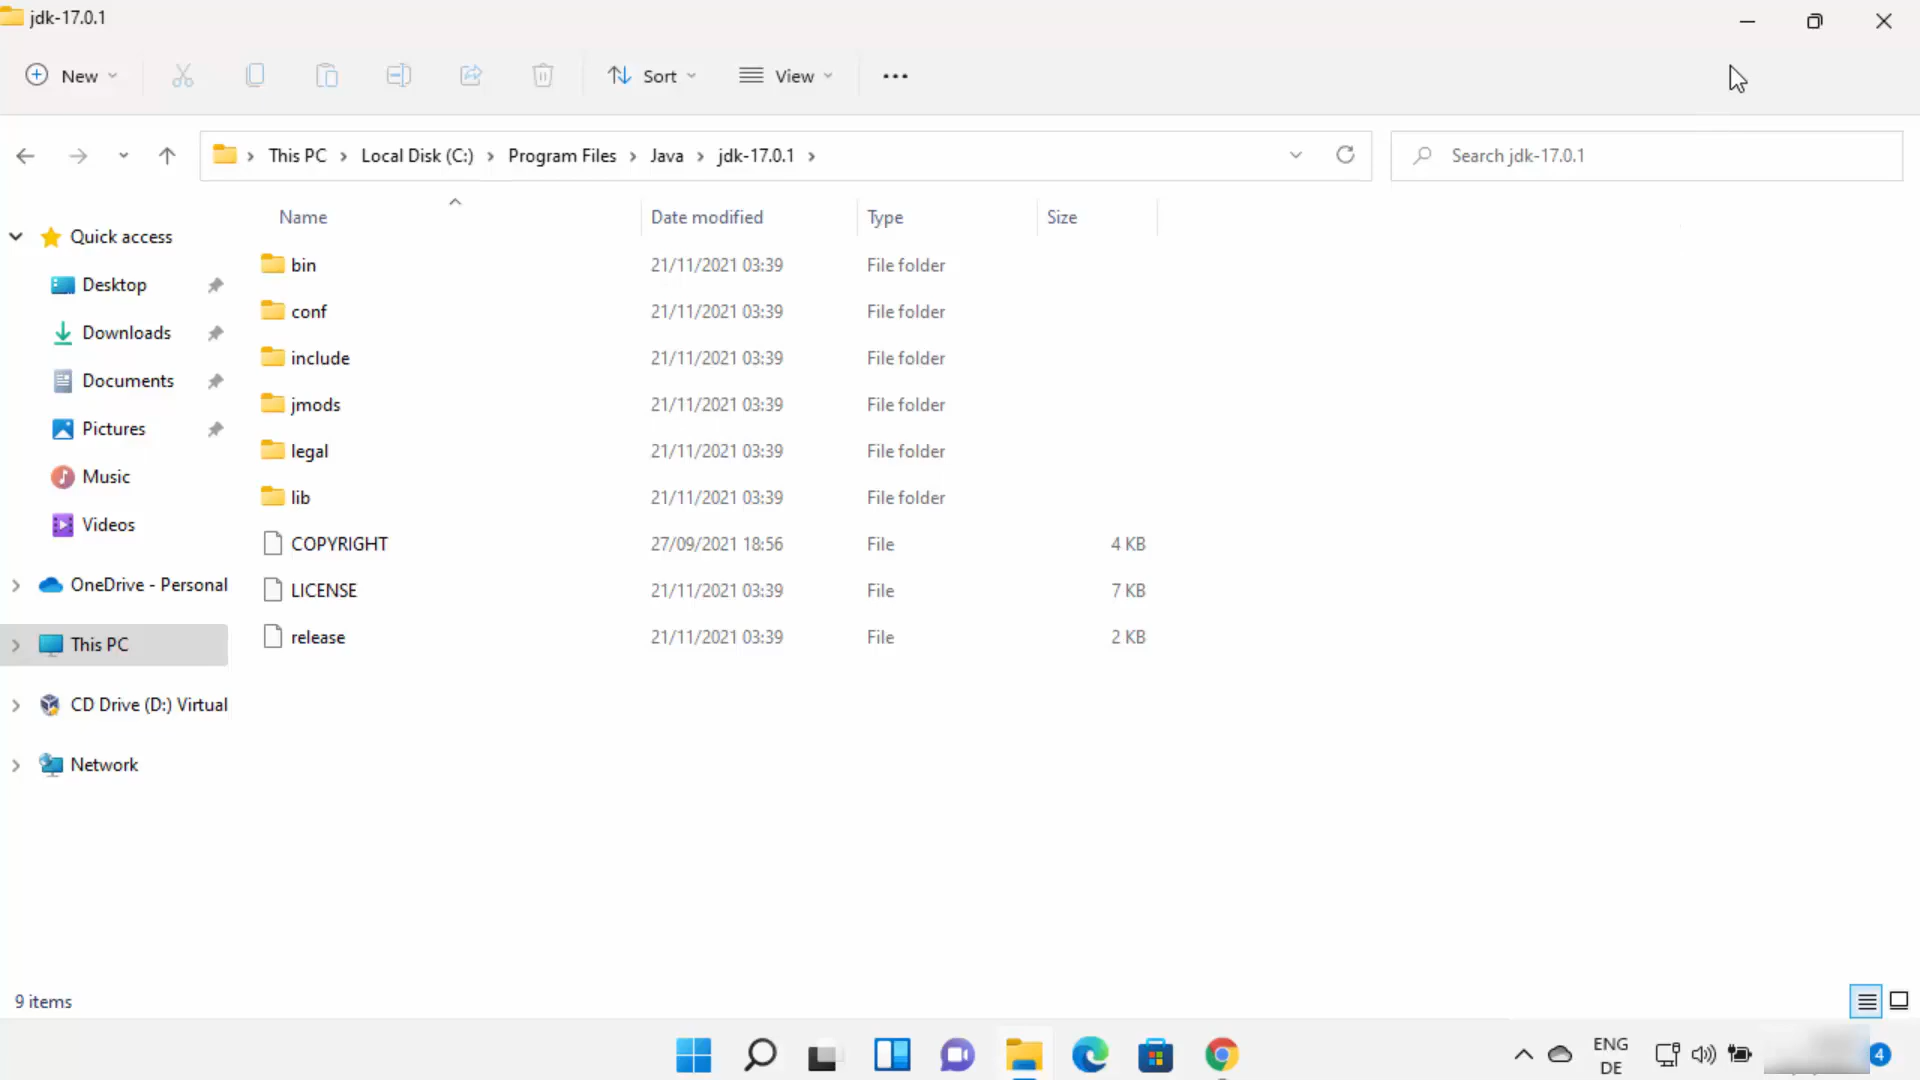 jdk-17.0.1
New
Sort
View
This PC
Local Disk (C:)
Program Files
Java
jdk-17.0.1
Search jdk-17.0.1
Name
Date modified
Type
Size
Quick access
Desktop
Downloads
Documents
Pictures
Music
Videos
OneDrive - Personal
This PC
CD Drive (D:) Virtual
Network
bin 21/11/2021 03:39 File folder
conf 21/11/2021 03:39 File folder
include 21/11/2021 03:39 File folder
jmods 21/11/2021 03:39 File folder
legal 21/11/2021 03:39 File folder
lib 21/11/2021 03:39 File folder
COPYRIGHT 27/09/2021 18:56 File 4 KB
LICENSE 21/11/2021 03:39 File 7 KB
release 21/11/2021 03:39 File 2 KB
9 items
ENG
DE
4